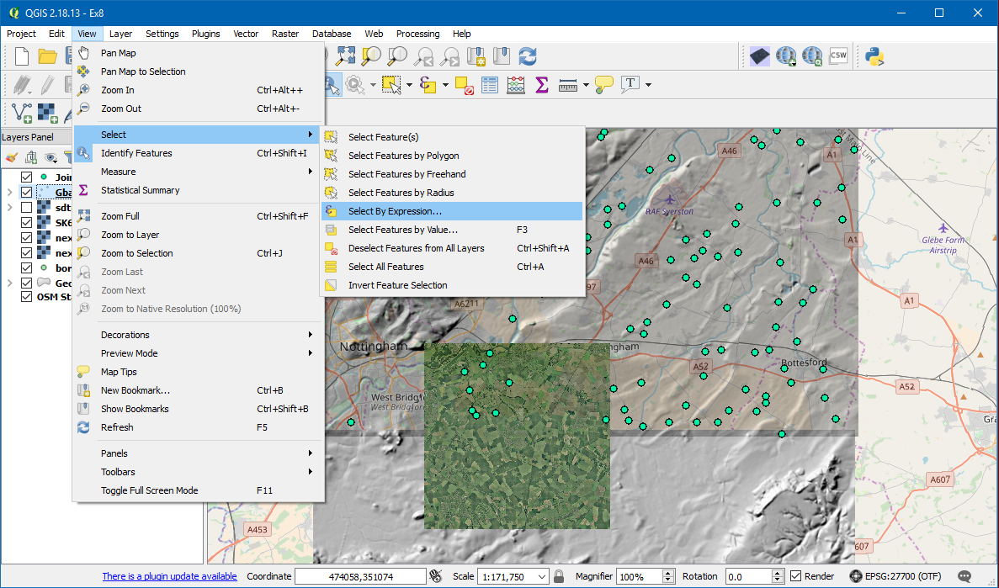 QGIS 2.18.13 - Ex8
Project Edit View Layer Settings Plugins Vector Raster Database Web Processing Help
CSW
T
Layers Panel
Pan Map
Pan Map to Selection
Zoom In Ctrl+Alt++
Zoom Out Ctrl+Alt+-
Select
Identify Features Ctrl+Shift+I
Measure
Statistical Summary
Zoom Full Ctrl+Shift+F
Zoom to Layer
Zoom to Selection Ctrl+J
Zoom Last
Zoom Next
Zoom to Native Resolution (100%)
Decorations
Preview Mode
Map Tips
New Bookmark... Ctrl+B
Show Bookmarks Ctrl+Shift+B
Refresh F5
Panels
Toolbars
Toggle Full Screen Mode F11
Select Feature(s)
Select Features by Polygon
Select Features by Freehand
Select Features by Radius
Select By Expression...
Select Features by Value... F3
Deselect Features from All Layers Ctrl+Shift+A
Select All Features Ctrl+A
Invert Feature Selection
Join
Gba
sdt
SK6
nex
nex
bor
Geo
OSM St
A46
A1
Main Line
RAF Syerston
Glebe Farm
Airstrip
A1
A46
97
A6211
A1
Nottingham
ngham
A52
Bottesford
A52
West Bridgf
West Bridgford
Gra
A607
A453
607
There is a plugin update available Coordinate 474058,351074 Scale 1:171,750 Magnifier 100% Rotation 0.0 Render EPSG:27700 (OTF)